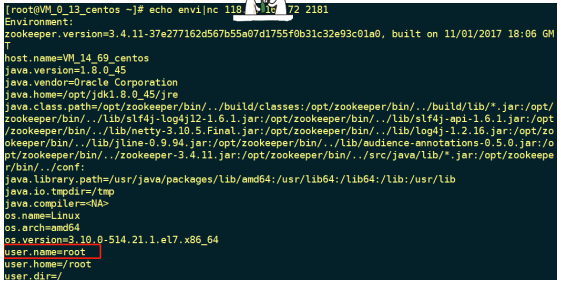 [root@VM_0_13_centos ~]# echo envi|nc 118 72 2181
Environment:
zookeeper.version=3.4.11-37e277162d567b55a07d1755f0b31c32e93c01a0, built on 11/01/2017 18:06 GM
T
host.name=VM_14_69_centos
java.version=1.8.0_45
java.vendor=Oracle Corporation
java.home=/opt/jdk1.8.0_45/jre
java.class.path=/opt/zookeeper/bin/../build/classes:/opt/zookeeper/bin/../build/lib/*.jar:/opt/
zookeeper/bin/../lib/slf4j-log4j12-1.6.1.jar:/opt/zookeeper/bin/../lib/slf4j-api-1.6.1.jar:/opt
/zookeeper/bin/../lib/netty-3.10.5.Final.jar:/opt/zookeeper/bin/../lib/log4j-1.2.16.jar:/opt/zo
okeeper/bin/../lib/jline-0.9.94.jar:/opt/zookeeper/bin/../lib/audience-annotations-0.5.0.jar:/o
pt/zookeeper/bin/../zookeeper-3.4.11.jar:/opt/zookeeper/bin/../src/java/lib/*.jar:/opt/zookeepe
r/bin/../conf:
java.library.path=/usr/java/packages/lib/amd64:/usr/lib64:/lib64:/lib:/usr/lib
java.io.tmpdir=/tmp
java.compiler=<NA>
os.name=Linux
os.arch=amd64
os.version=3.10.0-514.21.1.el7.x86_64
user.name=root
user.home=/root
user.dir=/